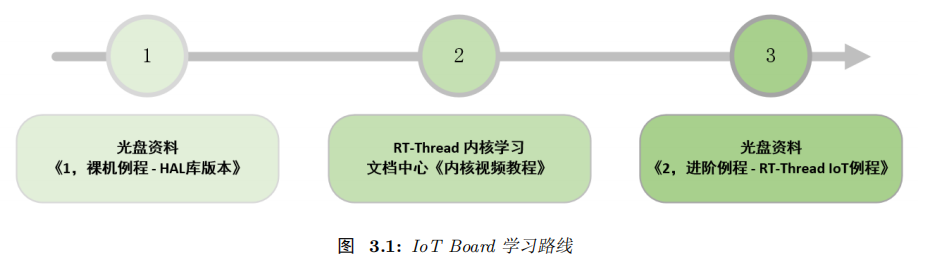 1
2
3
光盘资料
《1，裸机例程 - HAL库版本》
RT-Thread 内核学习
文档中心《内核视频教程》
光盘资料
《2，进阶例程 - RT-Thread IoT例程》
图 3.1: IoT Board 学习路线